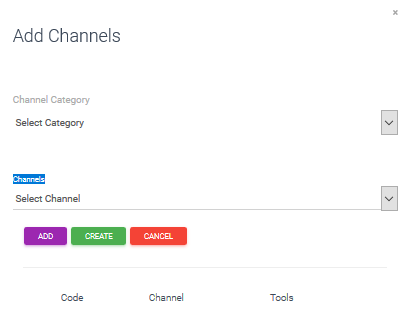 ×
Add Channels
Channel Category
Select Category
Channels
Select Channel
ADD CREATE CANCEL
Code Channel Tools